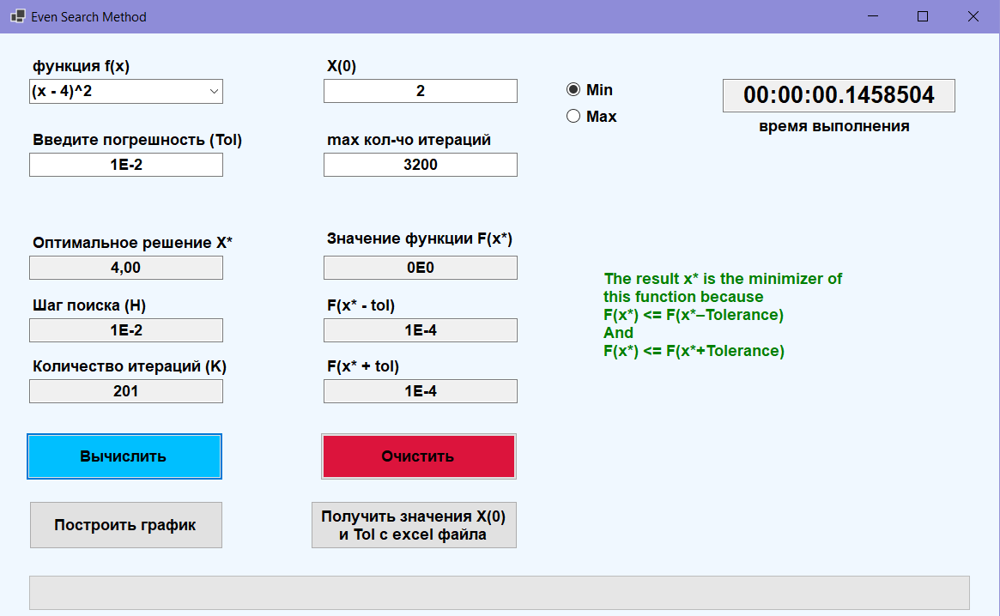 Even Search Method
функция f(x)
X(0)
(x - 4)^2
2
Min
Max
00:00:00.1458504
время выполнения
Введите погрешность (Tol)
max кол-чо итераций
1E-2
3200
Оптимальное решение X*
Значение функции F(x*)
4,00
0E0
Шаг поиска (H)
F(x* - tol)
1E-2
1E-4
Количество итераций (K)
F(x* + tol)
201
1E-4
The result x* is the minimizer of
this function because
F(x*) <= F(x*–Tolerance)
And
F(x*) <= F(x*+Tolerance)
Вычислить
Очистить
Построить график
Получить значения X(0)
и Tol с excel файла